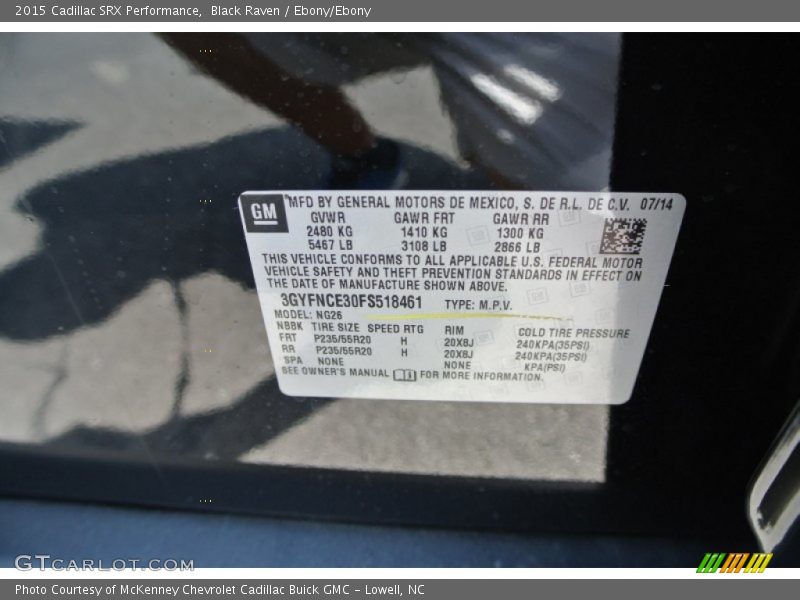 2015 Cadillac SRX Performance, Black Raven / Ebony/Ebony
GM
MFD BY GENERAL MOTORS DE MEXICO, S. DE R.L. DE C.V. 07/14
GVWR GAWR FRT GAWR RR
2480 KG 1410 KG 1300 KG
5467 LB 3108 LB 2866 LB
THIS VEHICLE CONFORMS TO ALL APPLICABLE U.S. FEDERAL MOTOR
VEHICLE SAFETY AND THEFT PREVENTION STANDARDS IN EFFECT ON
THE DATE OF MANUFACTURE SHOWN ABOVE.
3GYFNCE30FS518461 TYPE: M.P.V.
MODEL: NG26
NBBK TIRE SIZE SPEED RTG RIM COLD TIRE PRESSURE
FRT P235/55R20 H 20X8J 240KPA(35PSI)
RR P235/55R20 H 20X8J 240KPA(35PSI)
SPA NONE NONE KPA(PSI)
SEE OWNER'S MANUAL FOR MORE INFORMATION.
GTCARLOT.COM
Photo Courtesy of McKenney Chevrolet Cadillac Buick GMC - Lowell, NC